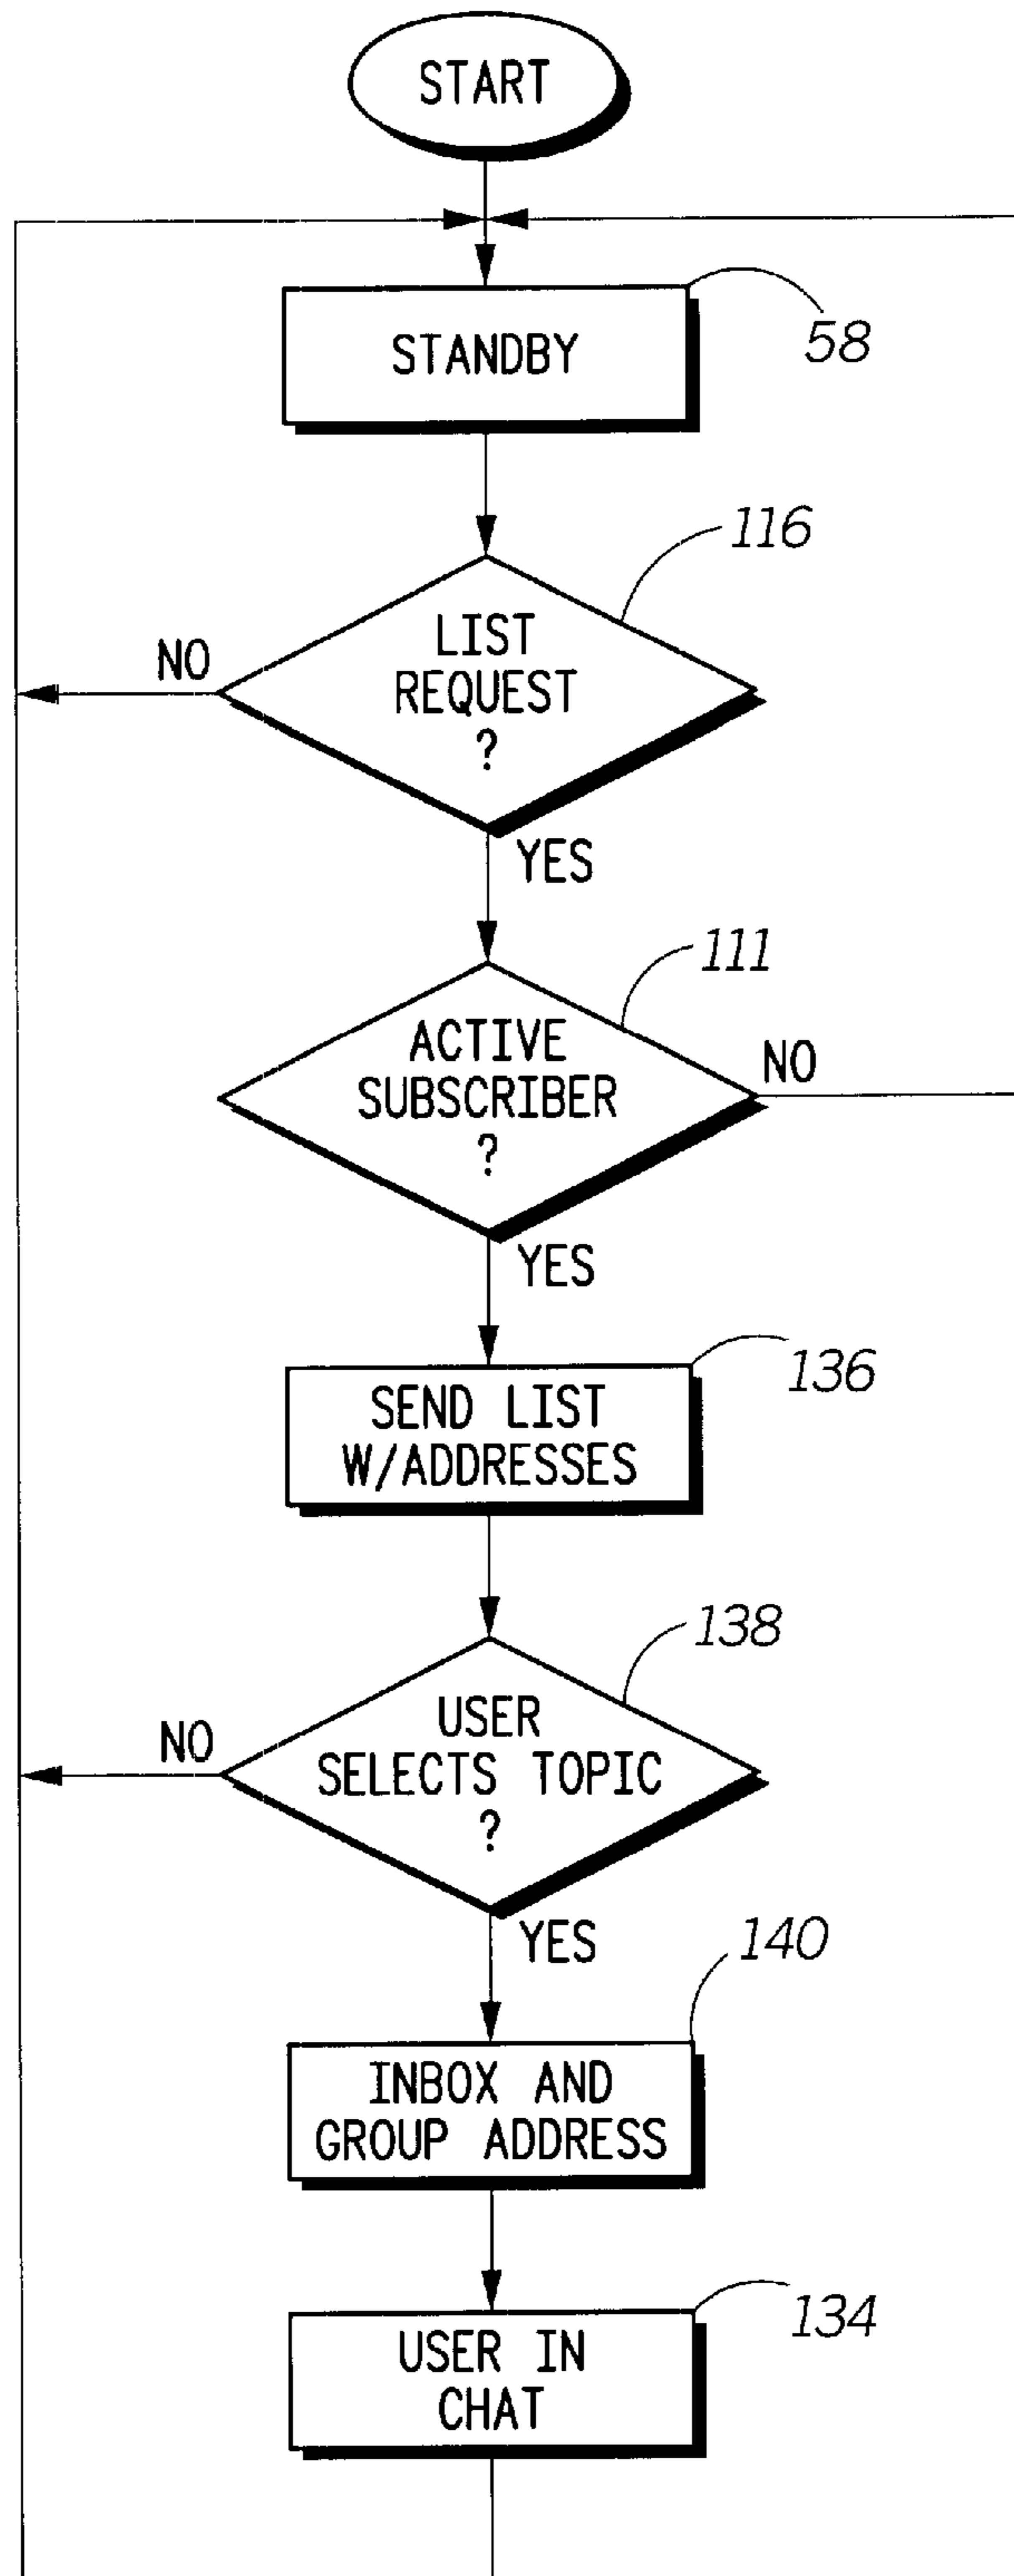 START
STANDBY
58
116
LIST
REQUEST
?
NO
YES
111
ACTIVE
SUBSCRIBER
?
NO
YES
136
SEND LIST
W/ADDRESSES
138
USER
SELECTS TOPIC
?
NO
YES
140
INBOX AND
GROUP ADDRESS
134
USER IN
CHAT